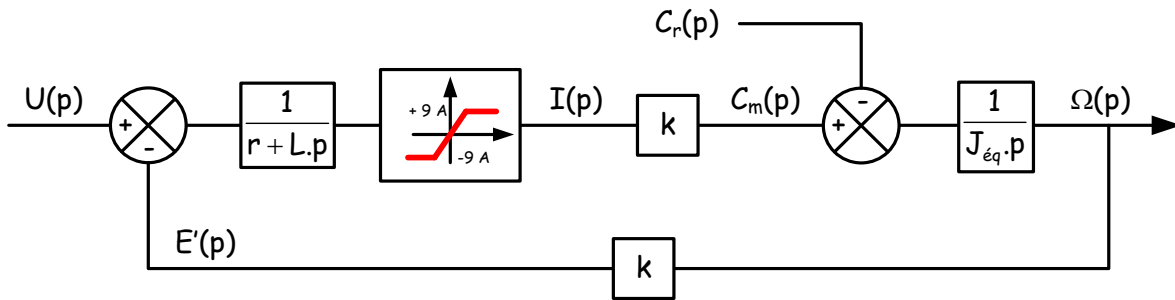 Cᵣ(p)
U(p)
+
-
1
r + L.p
+ 9 A
-9 A
I(p)
k
Cₘ(p)
-
+
1
Jéq.p
Ω(p)
E'(p)
k